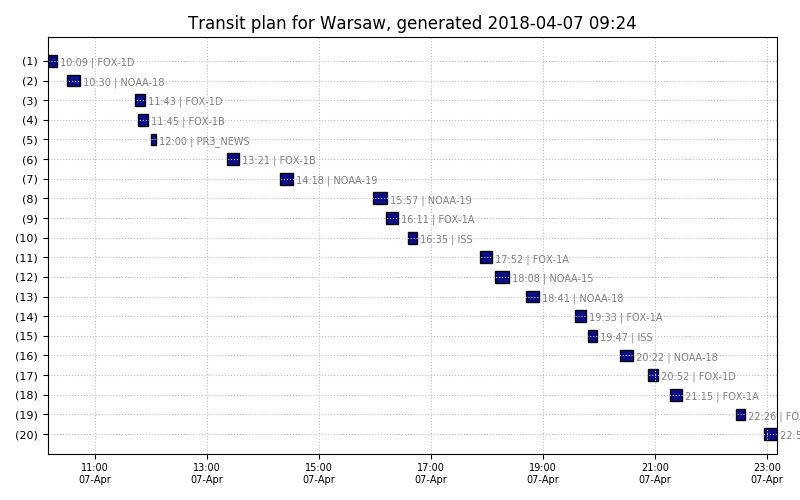 Transit plan for Warsaw, generated 2018-04-07 09:24
(1) 10:09 | FOX-1D
(2) 10:30 | NOAA-18
(3) 11:43 | FOX-1D
(4) 11:45 | FOX-1B
(5) 12:00 | PR3_NEWS
(6) 13:21 | FOX-1B
(7) 14:18 | NOAA-19
(8) 15:57 | NOAA-19
(9) 16:11 | FOX-1A
(10) 16:35 | ISS
(11) 17:52 | FOX-1A
(12) 18:08 | NOAA-15
(13) 18:41 | NOAA-18
(14) 19:33 | FOX-1A
(15) 19:47 | ISS
(16) 20:22 | NOAA-18
(17) 20:52 | FOX-1D
(18) 21:15 | FOX-1A
(19) 22:26 |
(20)
11:00 13:00 15:00 17:00 19:00 21:00 23:00
07-Apr 07-Apr 07-Apr 07-Apr 07-Apr 07-Apr 07-Apr